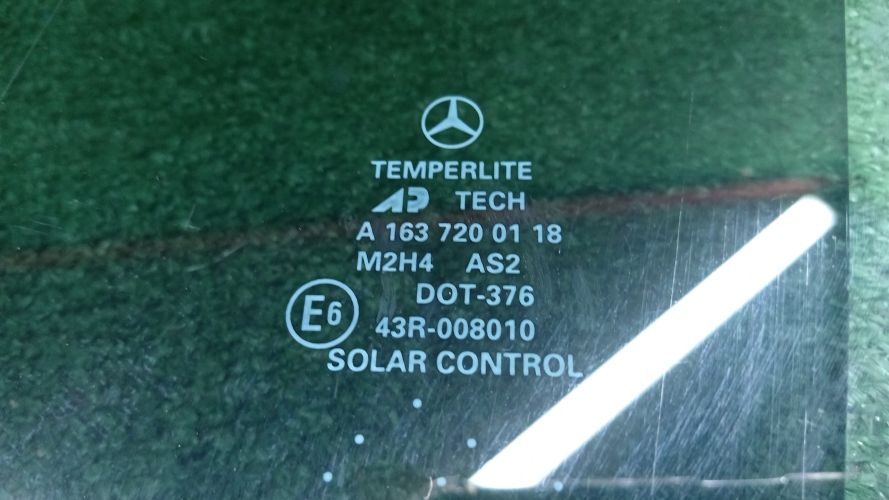 TEMPERLITE
AP TECH
A 163 720 01 18
M2H4 AS2
DOT-376
E6 43R-008010
SOLAR CONTROL